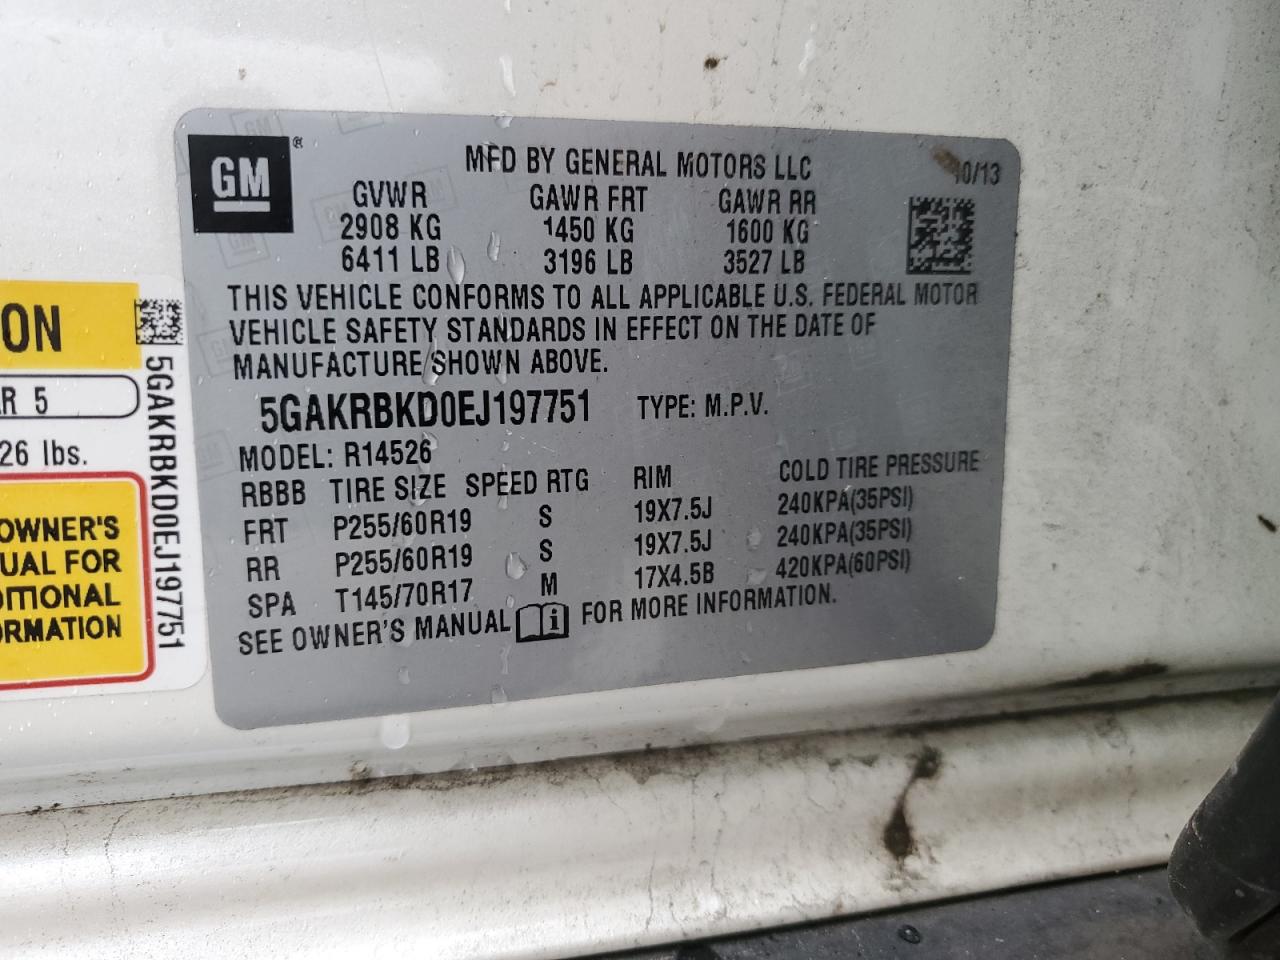 GM ®
MFD BY GENERAL MOTORS LLC 10/13
GVWR GAWR FRT GAWR RR
2908 KG 1450 KG 1600 KG
6411 LB 3196 LB 3527 LB
THIS VEHICLE CONFORMS TO ALL APPLICABLE U.S. FEDERAL MOTOR
VEHICLE SAFETY STANDARDS IN EFFECT ON THE DATE OF
MANUFACTURE SHOWN ABOVE.
5GAKRBKD0EJ197751 TYPE: M.P.V.
MODEL: R14526
RBBB TIRE SIZE SPEED RTG RIM COLD TIRE PRESSURE
FRT P255/60R19 S 19X7.5J 240KPA(35PSI)
RR P255/60R19 S 19X7.5J 240KPA(35PSI)
SPA T145/70R17 M 17X4.5B 420KPA(60PSI)
SEE OWNER'S MANUAL i FOR MORE INFORMATION.
ON
R 5
26 lbs.
OWNER'S
UAL FOR
DITIONAL
ORMATION
5GAKRBKD0EJ197751